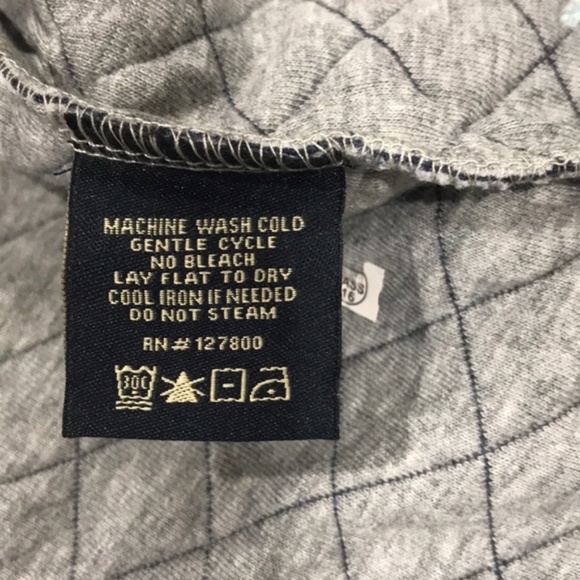 MACHINE WASH COLD
GENTLE CYCLE
NO BLEACH
LAY FLAT TO DRY
COOL IRON IF NEEDED
DO NOT STEAM
RN # 127800
30C
16